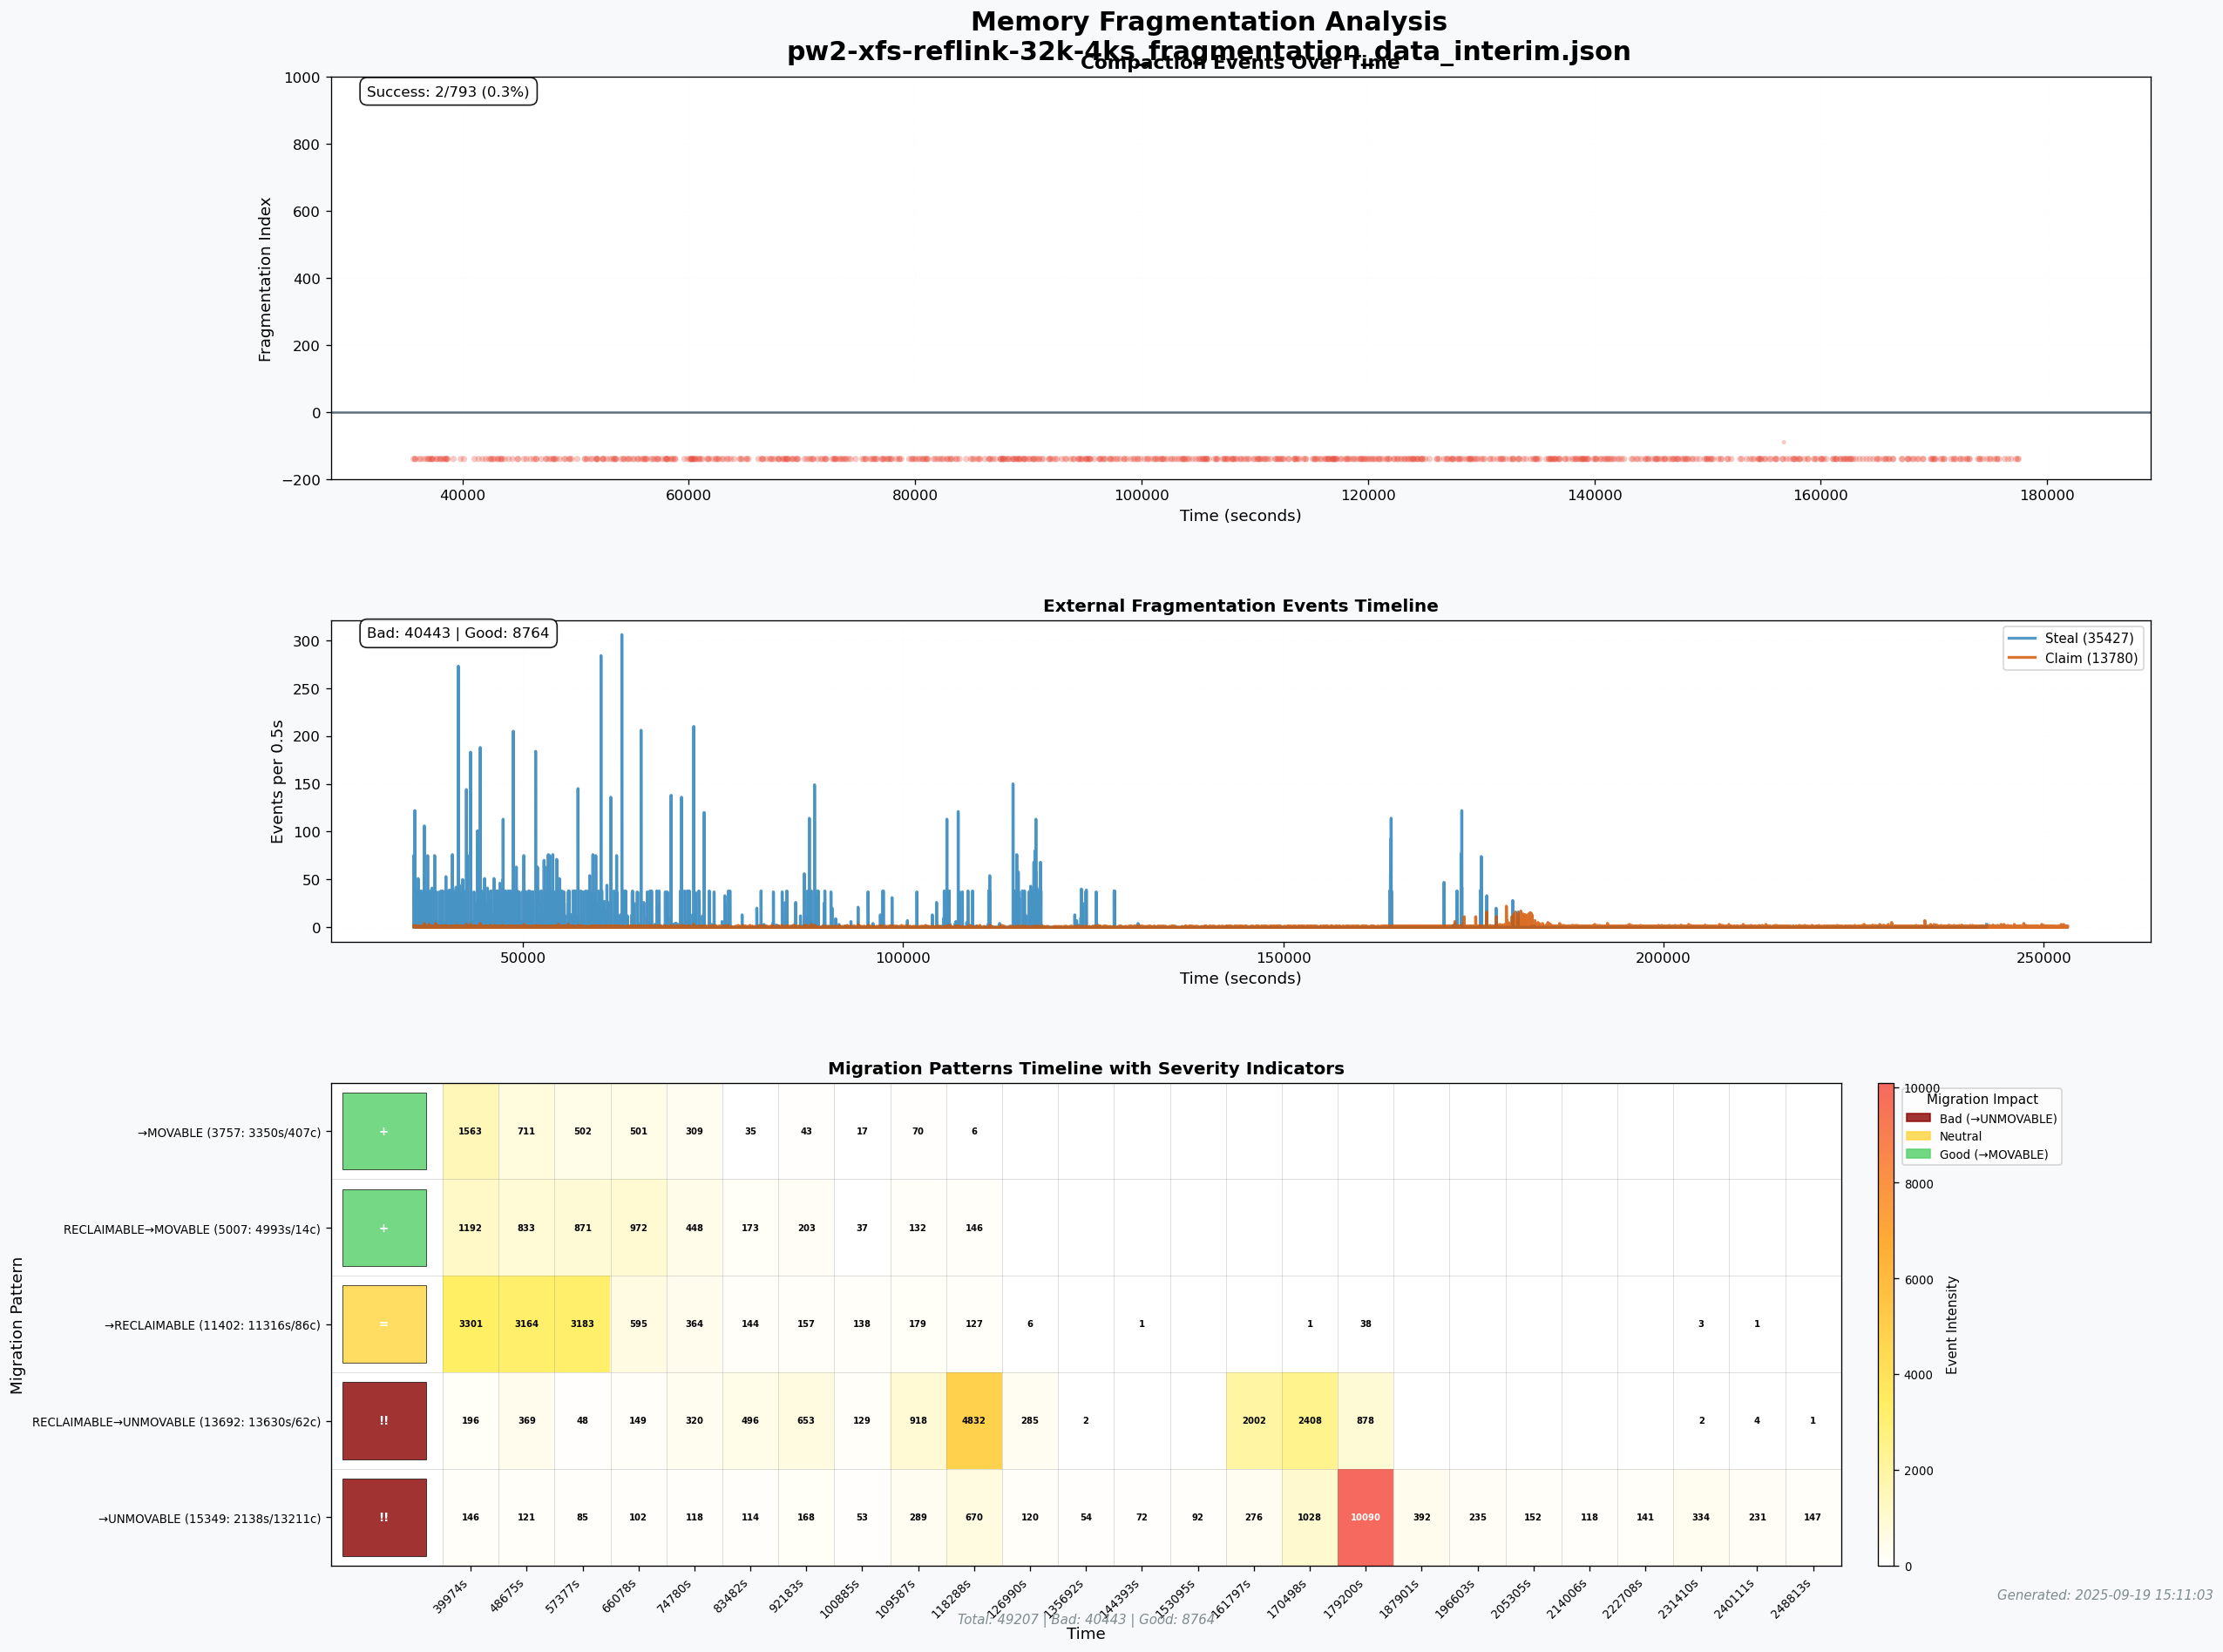 Memory Fragmentation Analysis
pw2-xfs-reflink-32k-4ks_fragmentation_data_interim.json
Compaction Events Over Time
Success: 2/793 (0.3%)
Fragmentation Index
1000
800
600
400
200
0
−200
40000 60000 80000 100000 120000 140000 160000 180000
Time (seconds)
External Fragmentation Events Timeline
Bad: 40443 | Good: 8764
Steal (35427)
Claim (13780)
Events per 0.5s
300
250
200
150
100
50
0
50000 100000 150000 200000 250000
Time (seconds)
Migration Patterns Timeline with Severity Indicators
Migration Pattern
→MOVABLE (3757: 3350s/407c) + 1563 711 502 501 309 35 43 17 70 6
RECLAIMABLE→MOVABLE (5007: 4993s/14c) + 1192 833 871 972 448 173 203 37 132 146
→RECLAIMABLE (11402: 11316s/86c) = 3301 3164 3183 595 364 144 157 138 179 127 6 1 1 38 3 1
RECLAIMABLE→UNMOVABLE (13692: 13630s/62c) !! 196 369 48 149 320 496 653 129 918 4832 285 2 2002 2408 878 2 4 1
→UNMOVABLE (15349: 2138s/13211c) !! 146 121 85 102 118 114 168 53 289 670 120 54 72 92 276 1028 10090 392 235 152 118 141 334 231 147
39974s 48675s 57377s 66078s 74780s 83482s 92183s 100885s 109587s 118288s 126990s 135692s 144393s 153095s 161797s 170498s 179200s 187901s 196603s 205305s 214006s 222708s 231410s 240111s 248813s
Time
10000
8000
6000
4000
2000
0
Event Intensity
Migration Impact
Bad (→UNMOVABLE)
Neutral
Good (→MOVABLE)
Total: 49207 | Bad: 40443 | Good: 8764
Generated: 2025-09-19 15:11:03